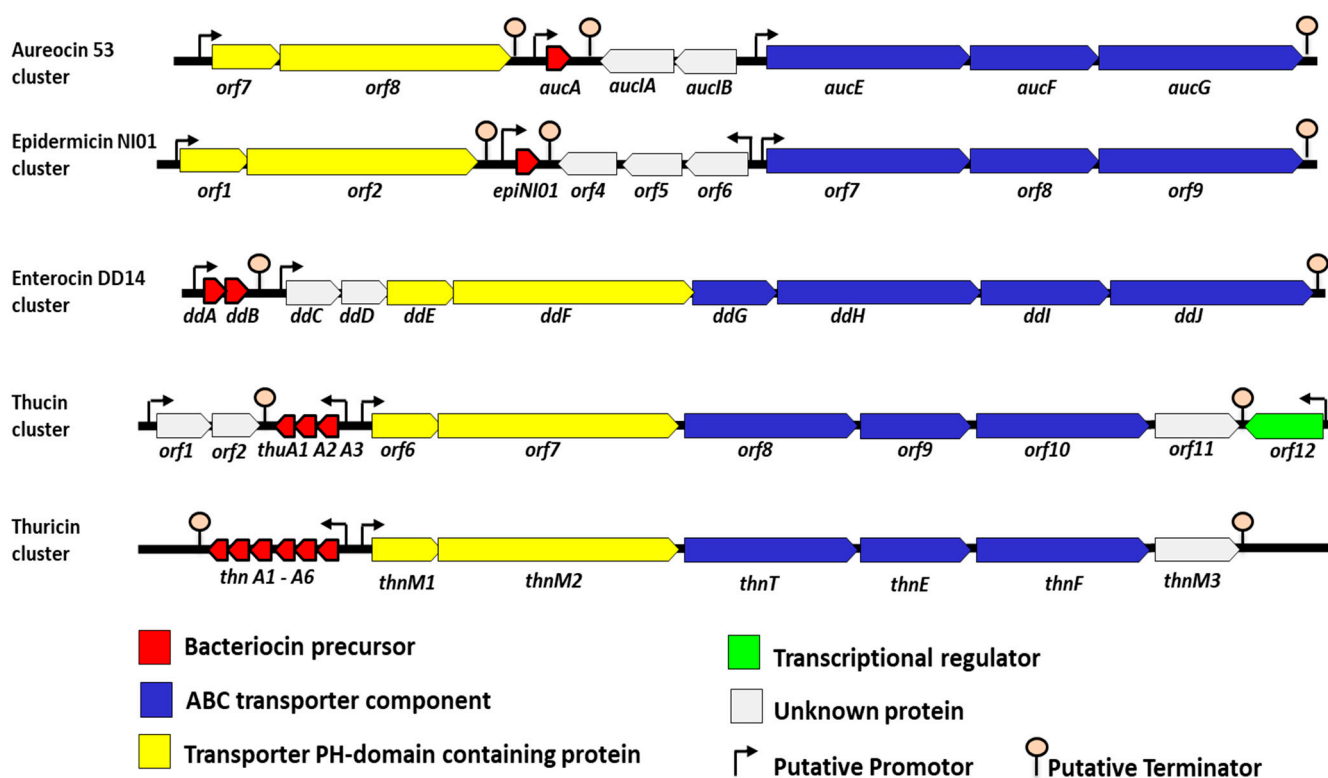 Aureocin 53
cluster
orf7 orf8 aucA aucIA aucIB aucE aucF aucG
Epidermicin NI01
cluster
orf1 orf2 epiNI01 orf4 orf5 orf6 orf7 orf8 orf9
Enterocin DD14
cluster
ddA ddB ddC ddD ddE ddF ddG ddH ddI ddJ
Thucin
cluster
orf1 orf2 thuA1 A2 A3 orf6 orf7 orf8 orf9 orf10 orf11 orf12
Thuricin
cluster
thn A1 - A6 thnM1 thnM2 thnT thnE thnF thnM3
Bacteriocin precursor
ABC transporter component
Transporter PH-domain containing protein
Transcriptional regulator
Unknown protein
Putative Promotor
Putative Terminator